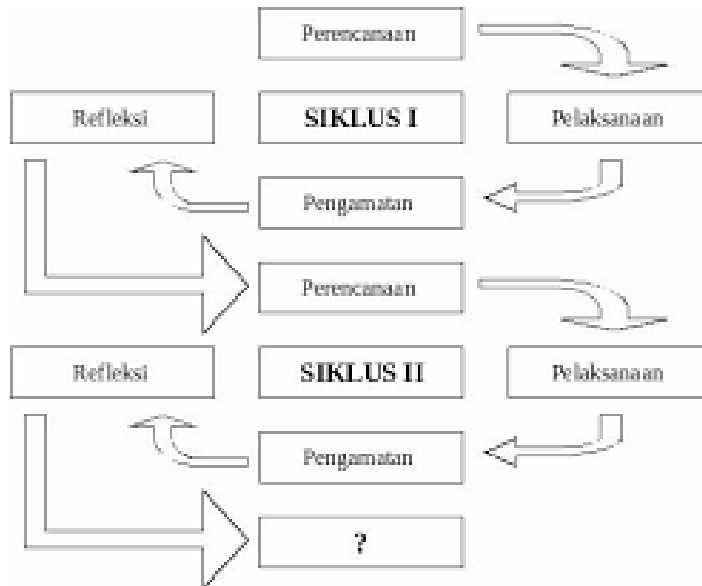 Perencanaan
Refleksi
SIKLUS I
Pelaksanaan
Pengamatan
Perencanaan
Refleksi
SIKLUS II
Pelaksanaan
Pengamatan
?